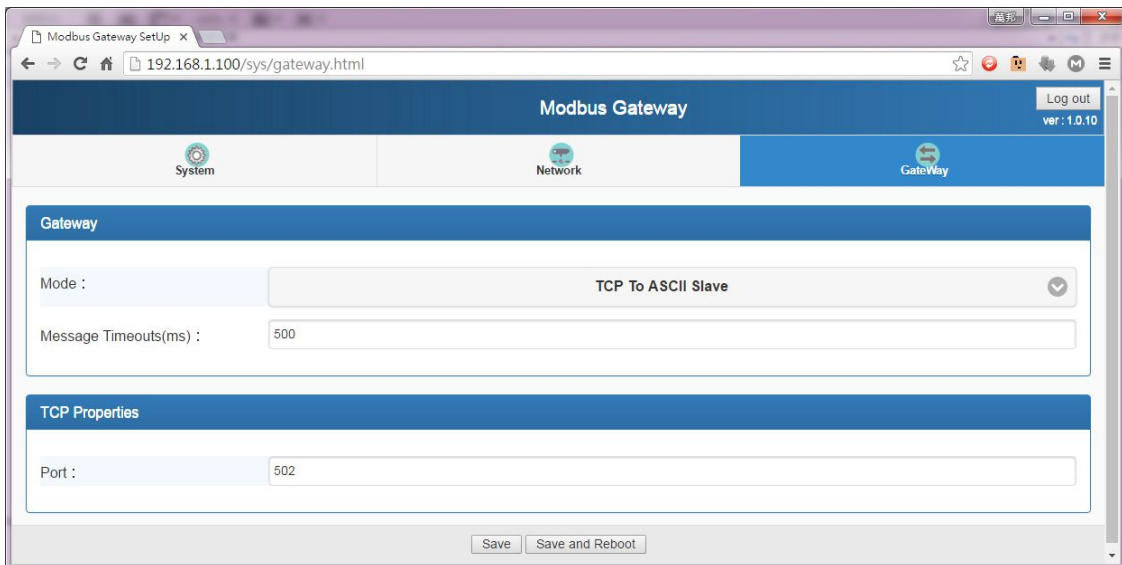 萬邦
Modbus Gateway SetUp
192.168.1.100/sys/gateway.html
Modbus Gateway
Log out
ver : 1.0.10
System
Network
GateWay
Gateway
Mode：
TCP To ASCII Slave
Message Timeouts(ms)：
500
TCP Properties
Port：
502
Save
Save and Reboot